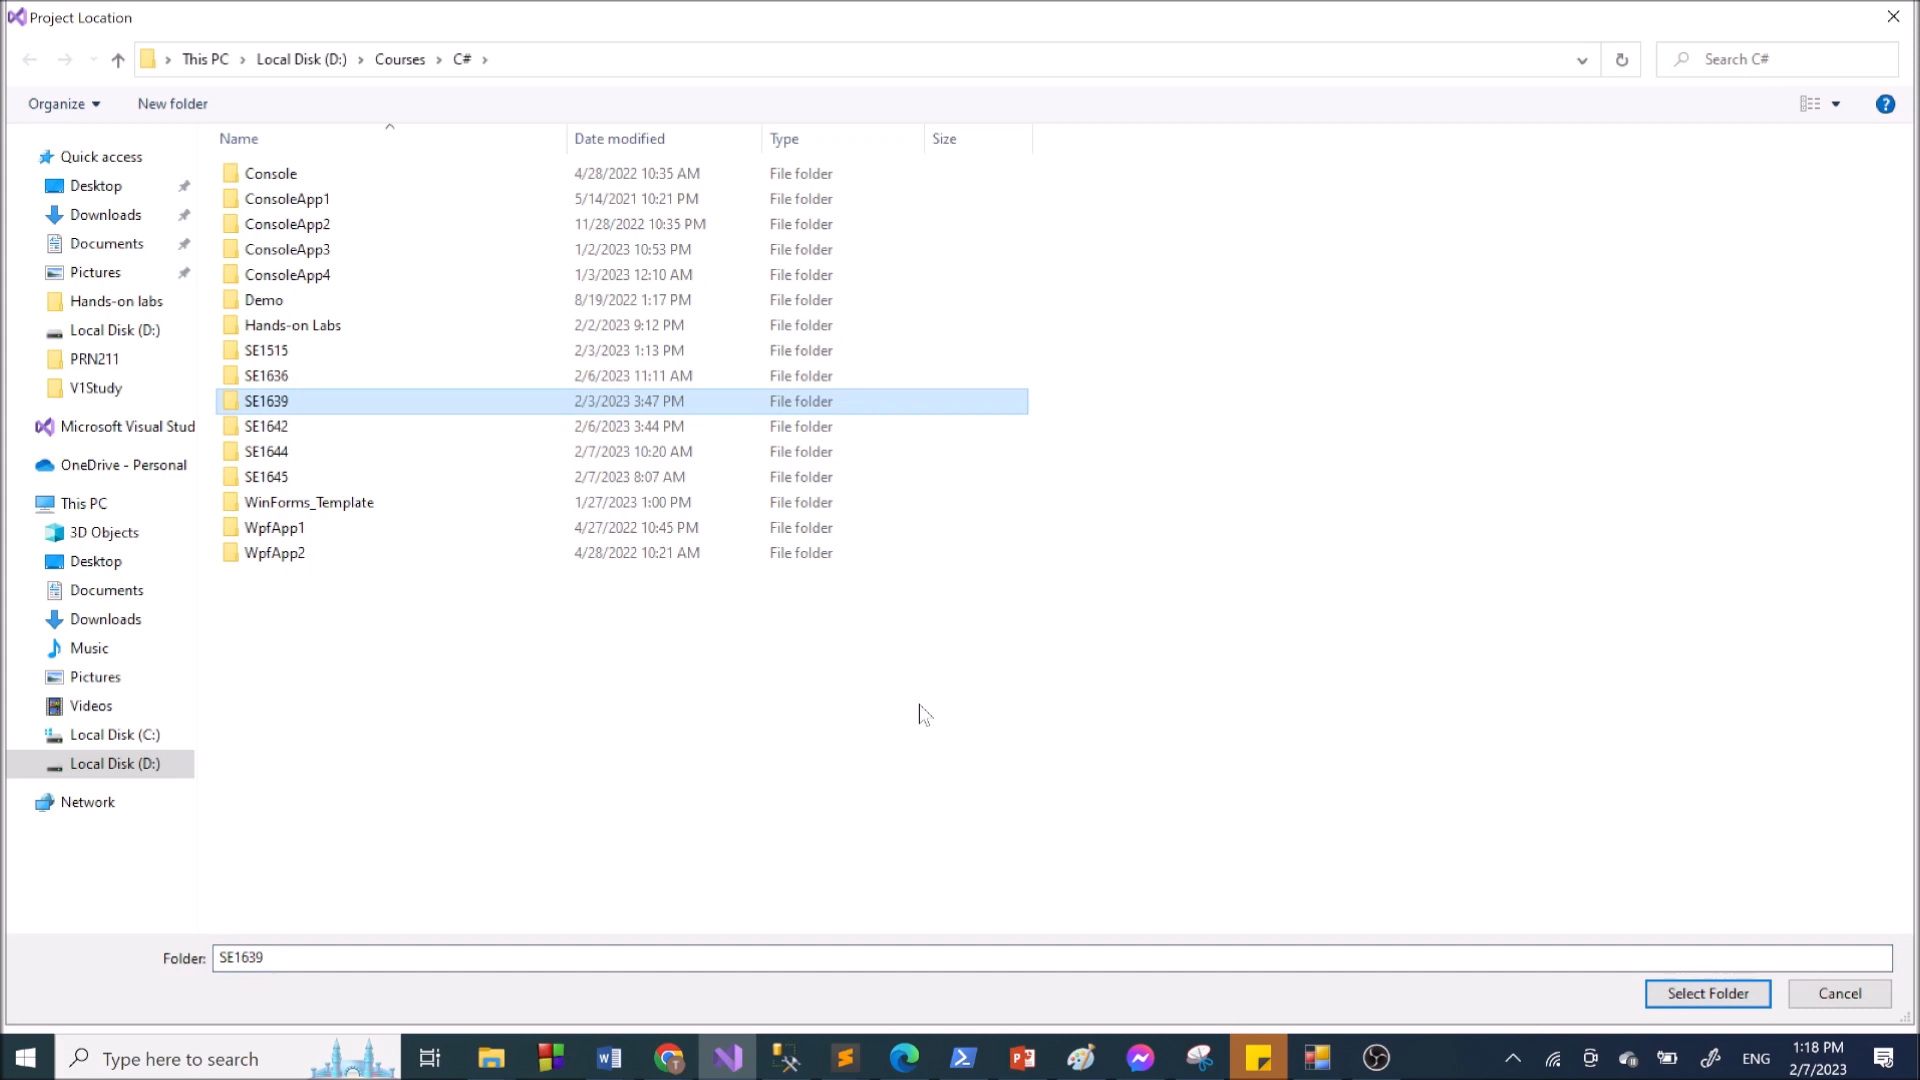 Project Location
This PC > Local Disk (D:) > Courses > C# >
Search C#
Organize
New folder
Name
Date modified
Type
Size
Quick access
Desktop
Downloads
Documents
Pictures
Hands-on labs
Local Disk (D:)
PRN211
V1Study
Microsoft Visual Stud
OneDrive - Personal
This PC
3D Objects
Desktop
Documents
Downloads
Music
Pictures
Videos
Local Disk (C:)
Local Disk (D:)
Network
Console 4/28/2022 10:35 AM File folder
ConsoleApp1 5/14/2021 10:21 PM File folder
ConsoleApp2 11/28/2022 10:35 PM File folder
ConsoleApp3 1/2/2023 10:53 PM File folder
ConsoleApp4 1/3/2023 12:10 AM File folder
Demo 8/19/2022 1:17 PM File folder
Hands-on Labs 2/2/2023 9:12 PM File folder
SE1515 2/3/2023 1:13 PM File folder
SE1636 2/6/2023 11:11 AM File folder
SE1639 2/3/2023 3:47 PM File folder
SE1642 2/6/2023 3:44 PM File folder
SE1644 2/7/2023 10:20 AM File folder
SE1645 2/7/2023 8:07 AM File folder
WinForms_Template 1/27/2023 1:00 PM File folder
WpfApp1 4/27/2022 10:45 PM File folder
WpfApp2 4/28/2022 10:21 AM File folder
Folder: SE1639
Select Folder
Cancel
Type here to search
ENG
1:18 PM
2/7/2023